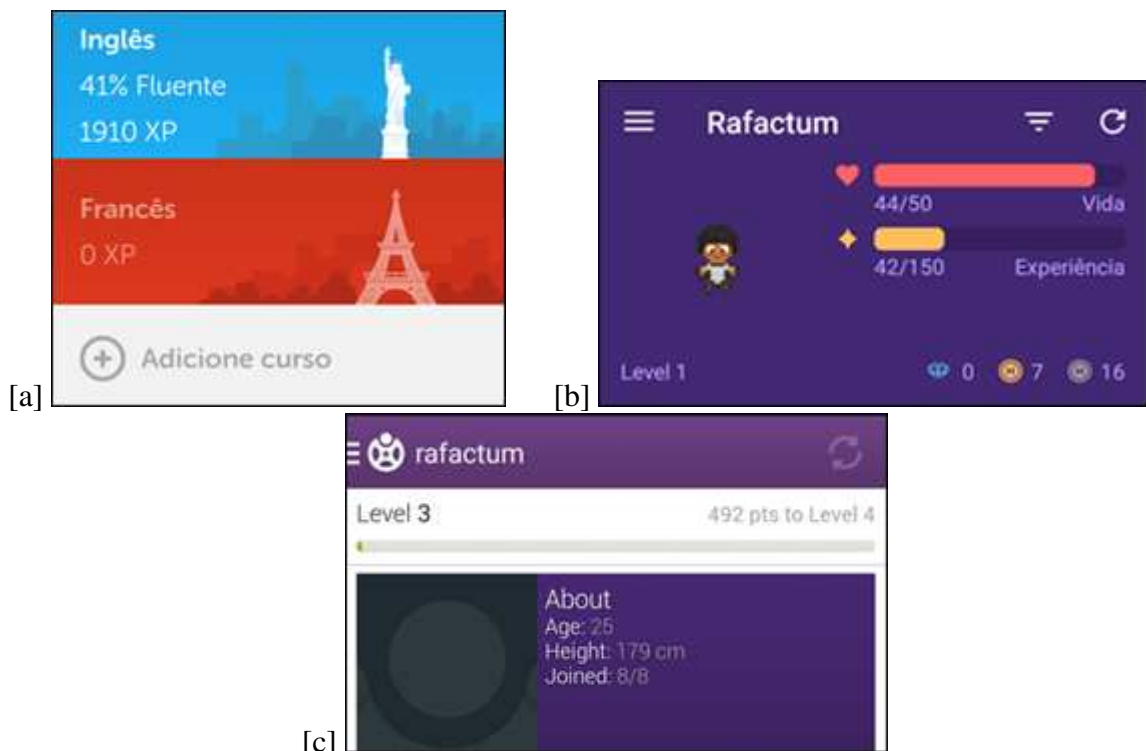 Inglês
41% Fluente
1910 XP
Francês
0 XP
Adicione curso
[a]
Rafactum
44/50 Vida
42/150 Experiência
Level 1 0 7 16
[b]
rafactum
Level 3 492 pts to Level 4
About
Age: 25
Height: 179 cm
Joined: 8/8
[c]